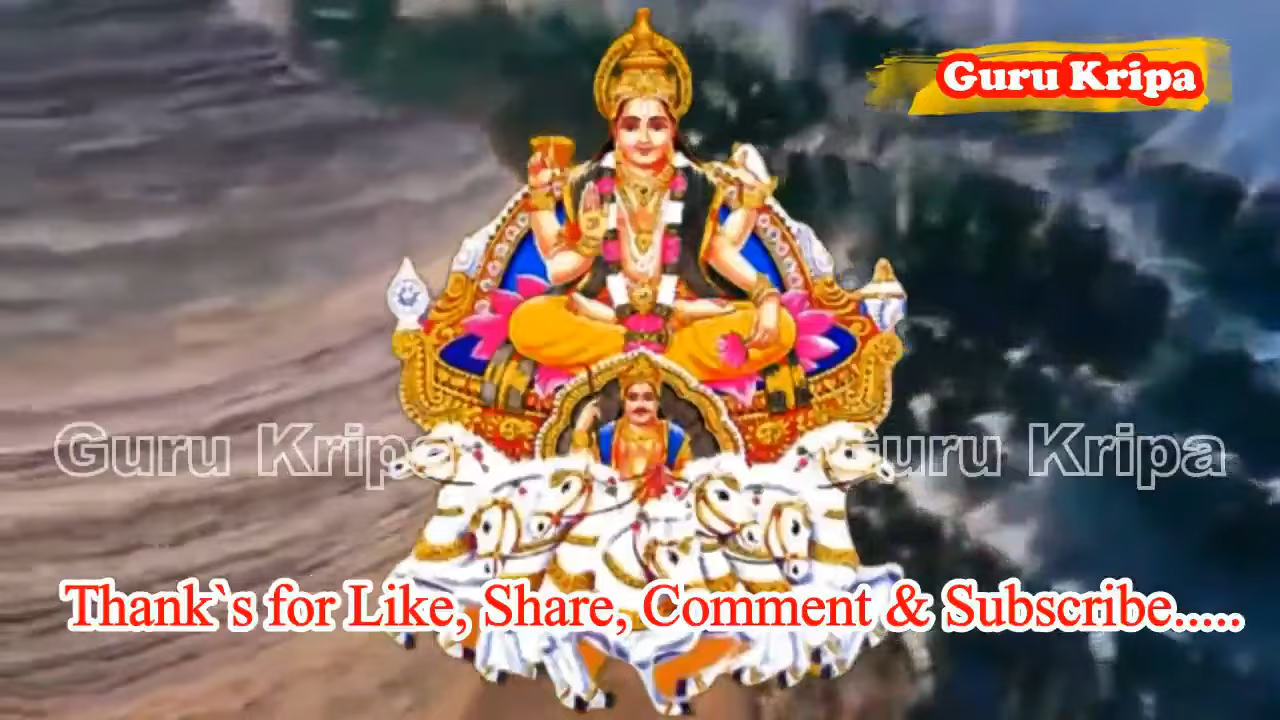 Guru Kripa
Guru Kripa Guru Kripa
Thank`s for Like, Share, Comment & Subscribe.....